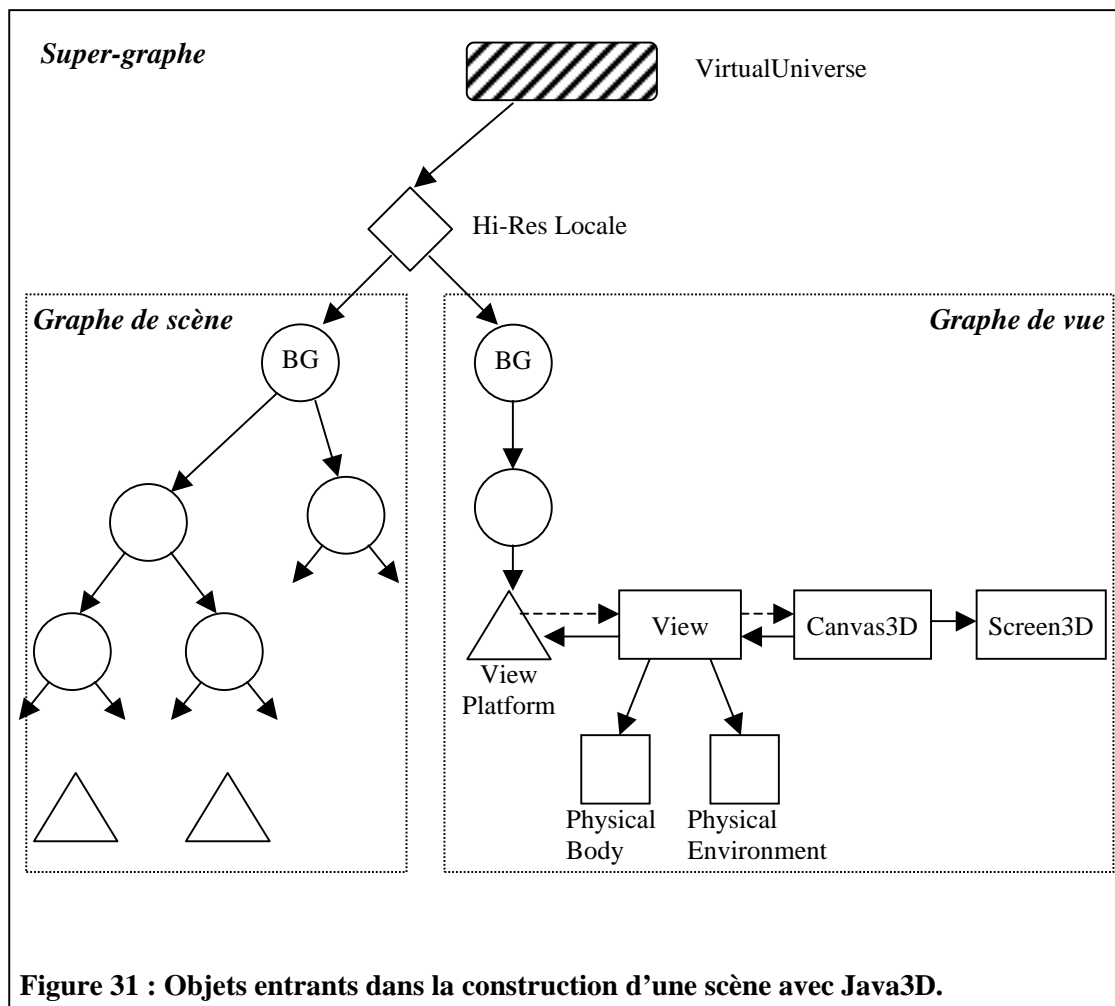 Super-graphe
VirtualUniverse
Hi-Res Locale
Graphe de scène
Graphe de vue
BG
BG
View
Canvas3D
Screen3D
View
Platform
Physical
Body
Physical
Environment
Figure 31 : Objets entrants dans la construction d'une scène avec Java3D.